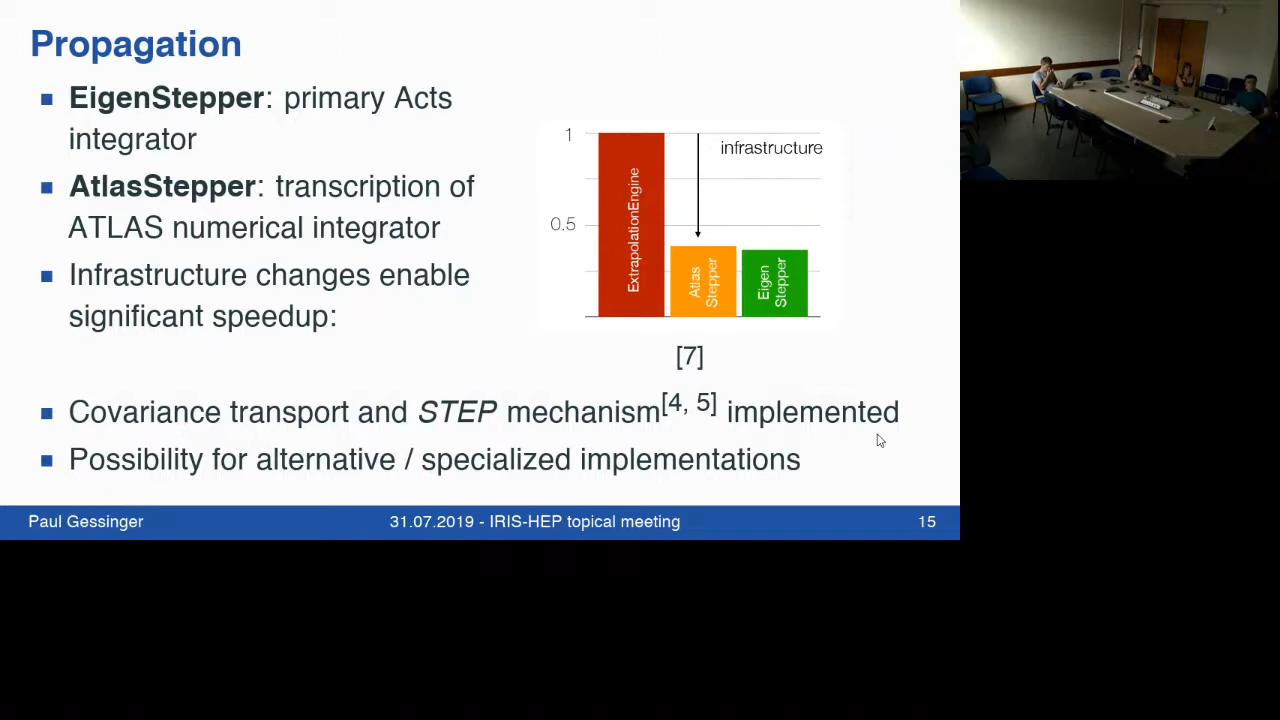 Propagation
EigenStepper: primary Acts
integrator
AtlasStepper: transcription of
ATLAS numerical integrator
Infrastructure changes enable
significant speedup:
1
0.5
infrastructure
ExtrapolationEngine
Atlas
Stepper
Eigen
Stepper
[7]
Covariance transport and STEP mechanism[4, 5] implemented
Possibility for alternative / specialized implementations
Paul Gessinger
31.07.2019 - IRIS-HEP topical meeting
15